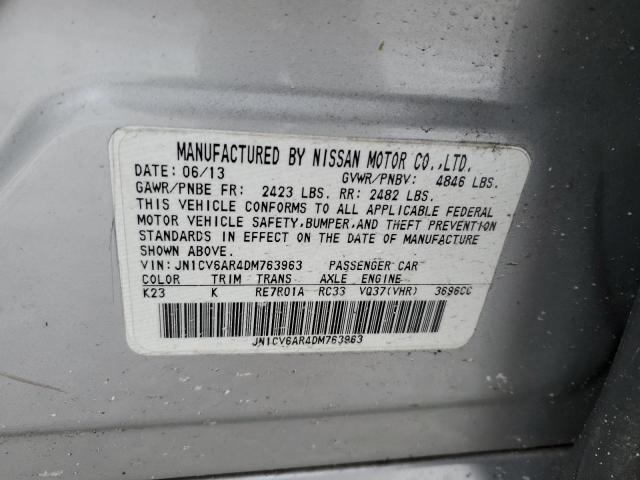 MANUFACTURED BY NISSAN MOTOR CO.,LTD.
DATE: 06/13 GVWR/PNBV: 4846 LBS.
GAWR/PNBE FR: 2423 LBS. RR: 2482 LBS.
THIS VEHICLE CONFORMS TO ALL APPLICABLE FEDERAL
MOTOR VEHICLE SAFETY,BUMPER,AND THEFT PREVENTION
STANDARDS IN EFFECT ON THE DATE OF MANUFACTURE
SHOWN ABOVE.
VIN: JN1CV6AR4DM763963 PASSENGER CAR
COLOR TRIM TRANS AXLE ENGINE
K23 K RE7R01A RC33 VQ37(VHR) 3696CC
JN1CV6AR4DM763963